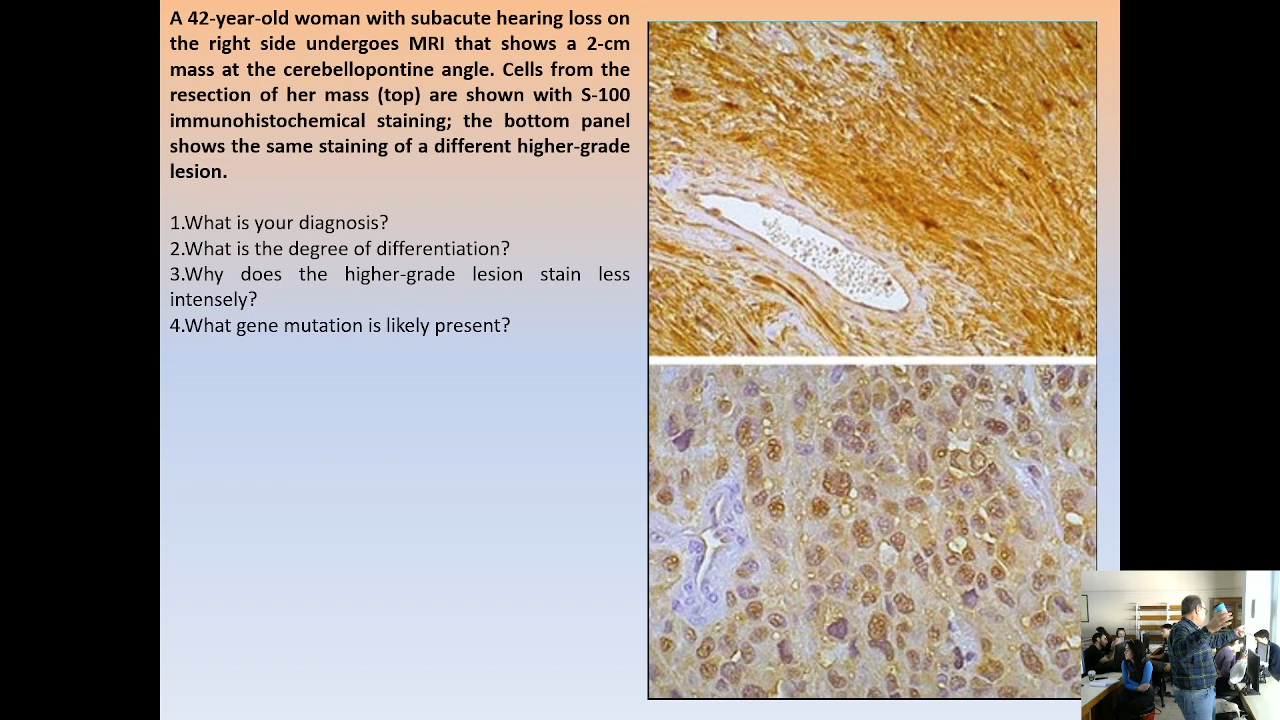 A 42-year-old woman with subacute hearing loss on
the right side undergoes MRI that shows a 2-cm
mass at the cerebellopontine angle. Cells from the
resection of her mass (top) are shown with S-100
immunohistochemical staining; the bottom panel
shows the same staining of a different higher-grade
lesion.
1.What is your diagnosis?
2.What is the degree of differentiation?
3.Why does the higher-grade lesion stain less
intensely?
4.What gene mutation is likely present?